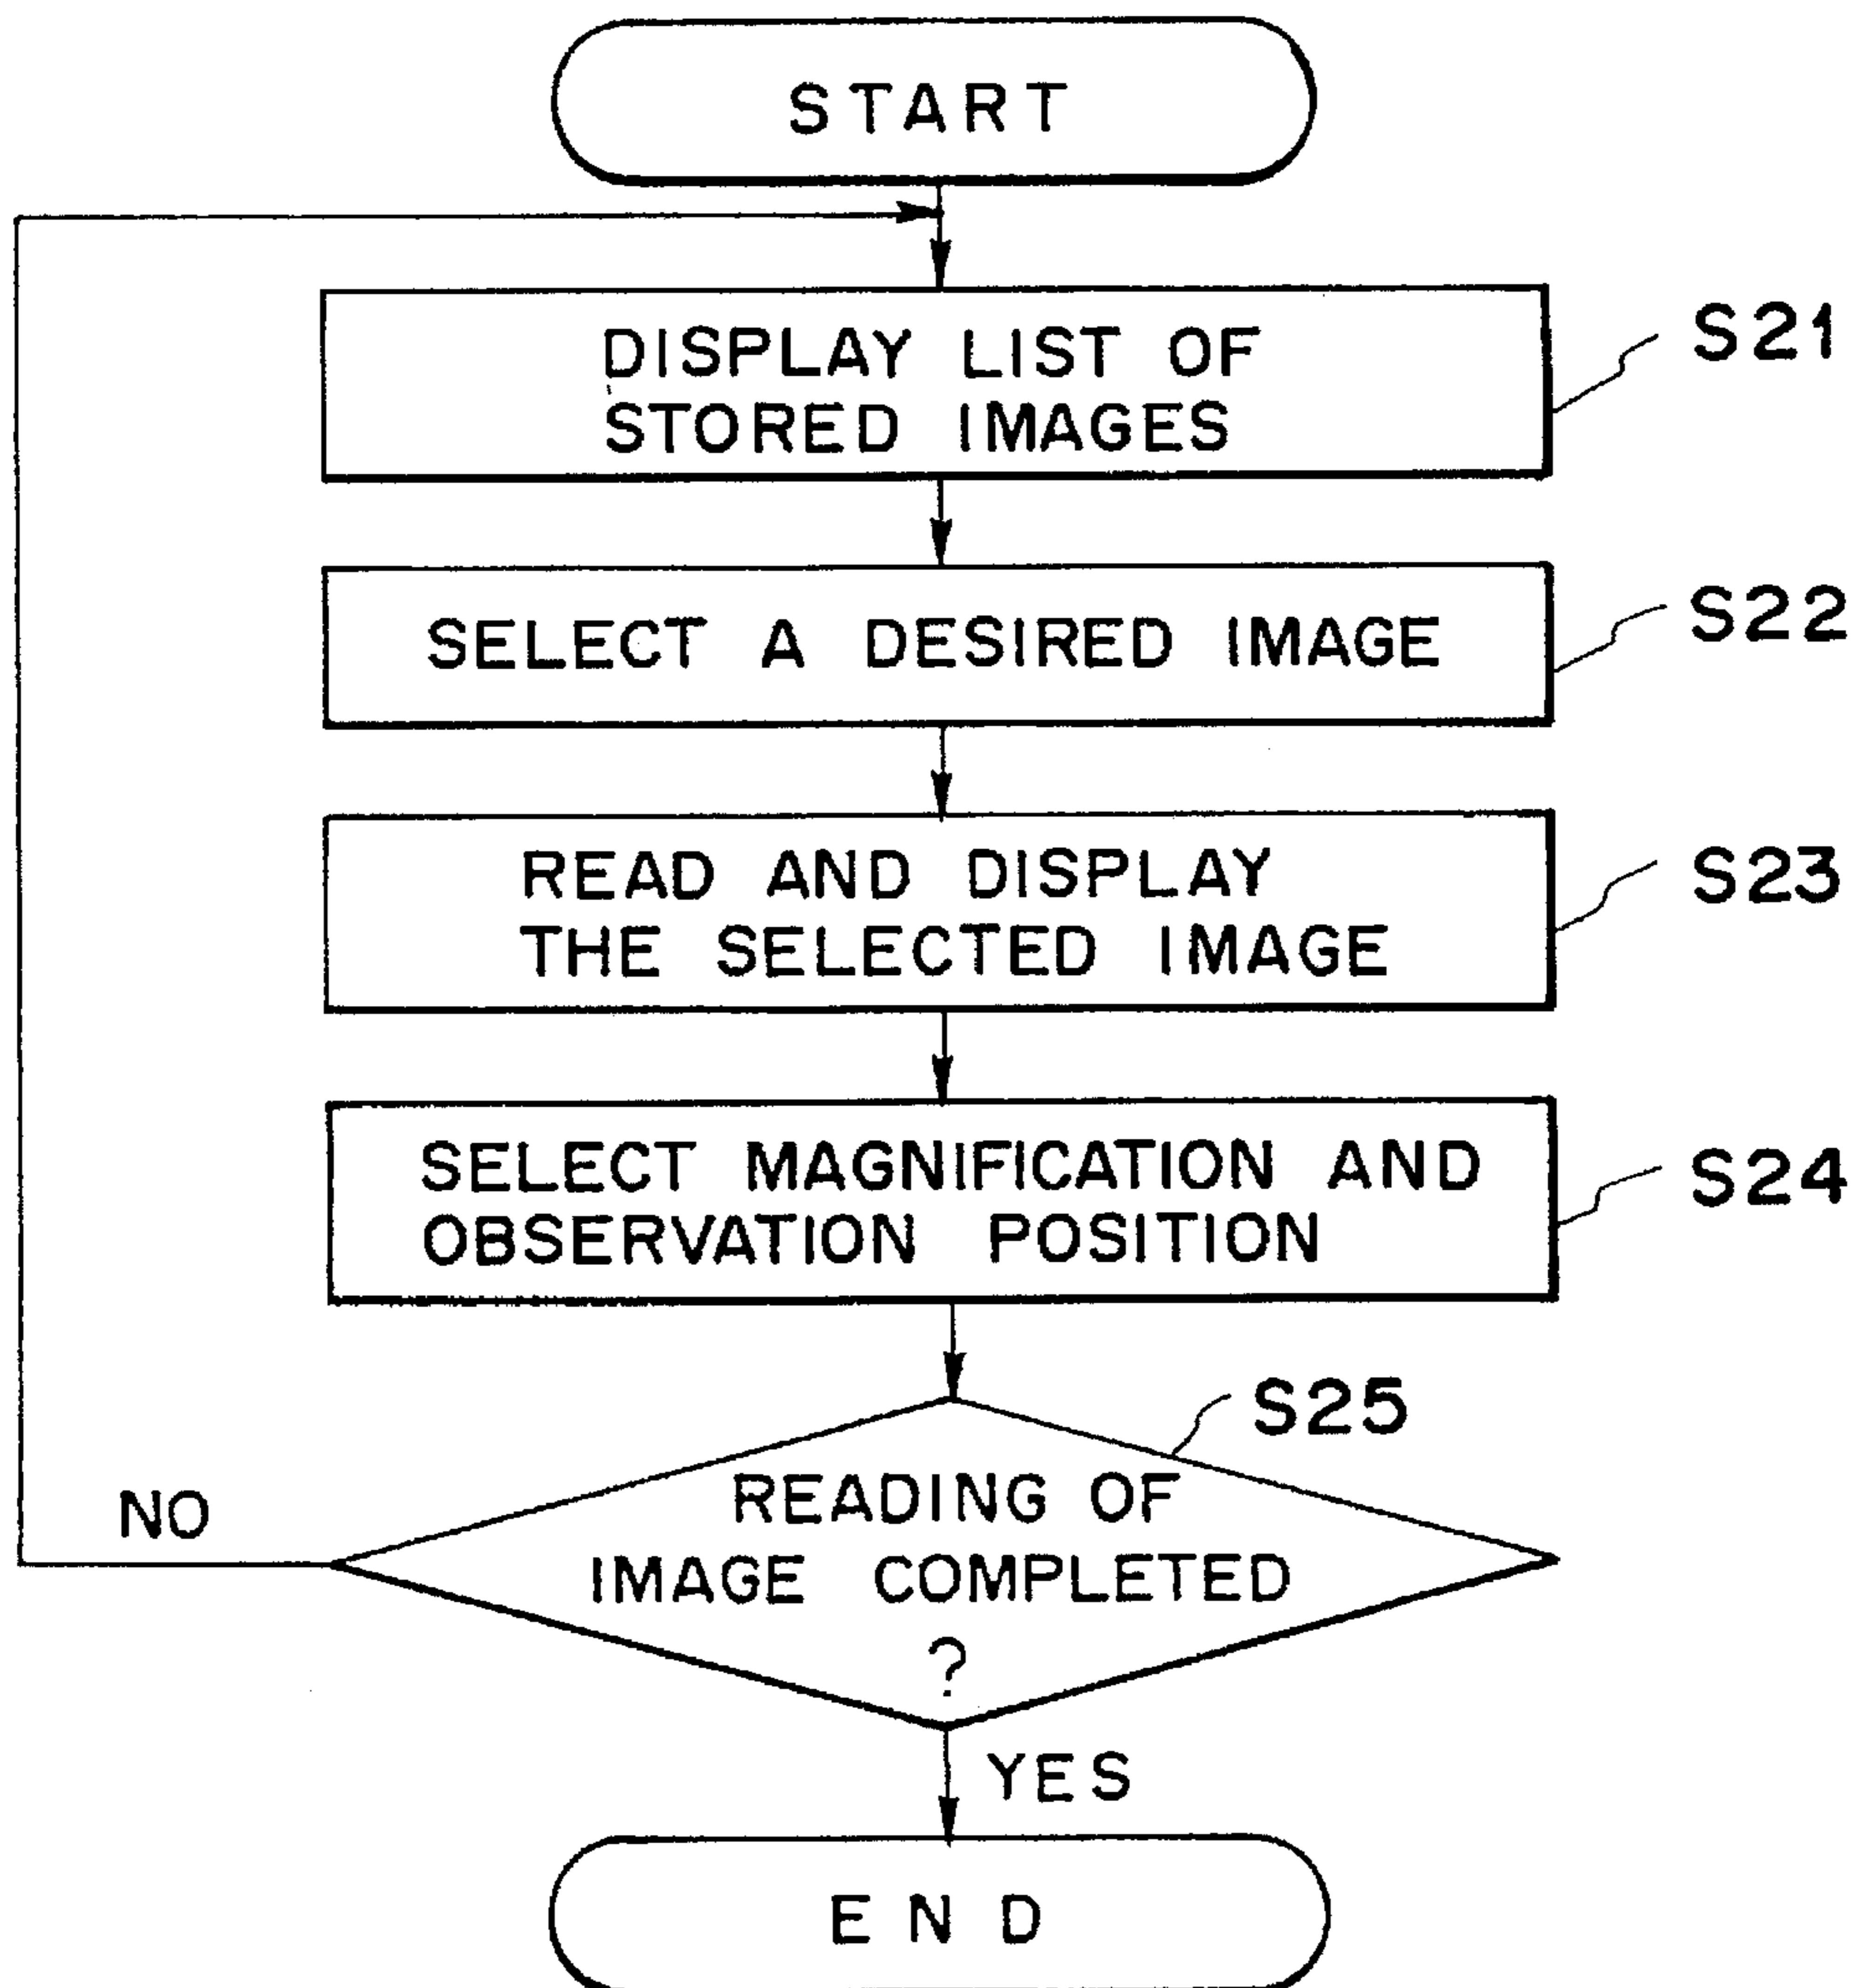 START
DISPLAY LIST OF
STORED IMAGES
S21
SELECT A DESIRED IMAGE
S22
READ AND DISPLAY
THE SELECTED IMAGE
S23
SELECT MAGNIFICATION AND
OBSERVATION POSITION
S24
S25
READING OF
IMAGE COMPLETED
?
NO
YES
END